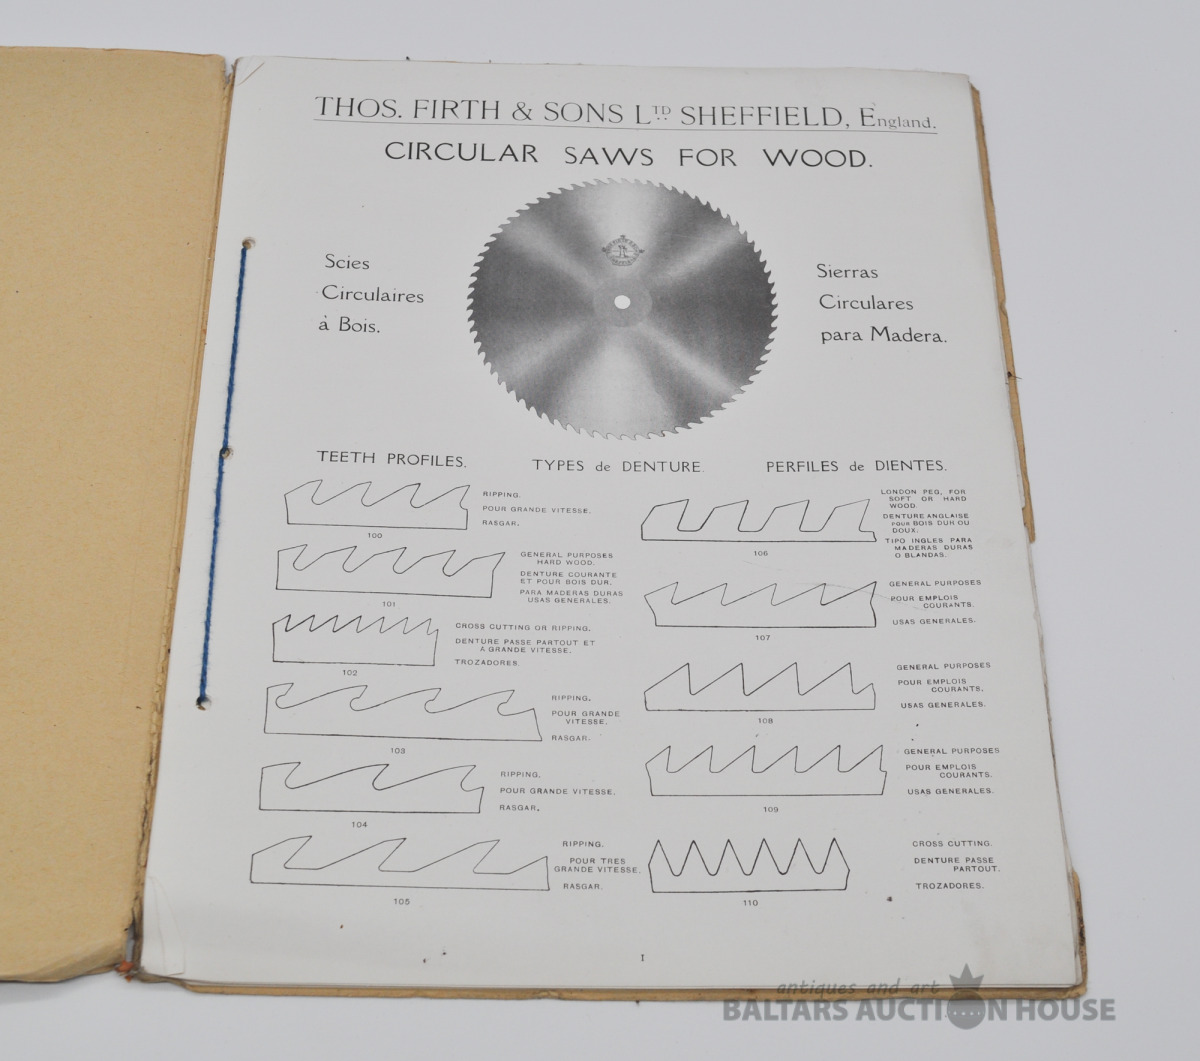 THOS. FIRTH & SONS LTD SHEFFIELD, England.
CIRCULAR SAWS FOR WOOD.
Scies
Circulaires
à Bois.
Sierras
Circulares
para Madera.
TEETH PROFILES.
TYPES de DENTURE.
PERFILES de DIENTES.
RIPPING.
POUR GRANDE VITESSE.
RASGAR.
100
GENERAL PURPOSES
HARD WOOD.
DENTURE COURANTE
ET POUR BOIS DUR.
PARA MADERAS DURAS
USAS GENERALES.
101
CROSS CUTTING OR RIPPING.
DENTURE PASSE PARTOUT ET
A GRANDE VITESSE.
TROZADORES.
102
RIPPING.
POUR GRANDE
VITESSE.
RASGAR.
103
RIPPING.
POUR GRANDE VITESSE.
RASGAR.
104
RIPPING.
POUR TRES
GRANDE VITESSE.
RASGAR.
105
LONDON PEG, FOR
SOFT OR HARD
WOOD
DENTURE ANGLAISE
POUR BOIS DUR OU
DOUX.
TIPO INGLES PARA
MADERAS DURAS
O BLANDAS.
106
GENERAL PURPOSES
POUR EMPLOIS
COURANTS.
USAS GENERALES.
107
GENERAL PURPOSES
POUR EMPLOIS
COURANTS.
USAS GENERALES.
108
GENERAL PURPOSES
POUR EMPLOIS
COURANTS.
USAS GENERALES.
109
CROSS CUTTING.
DENTURE PASSE
PARTOUT.
TROZADORES.
110
I
antiques and art
BALTARS AUCTION HOUSE